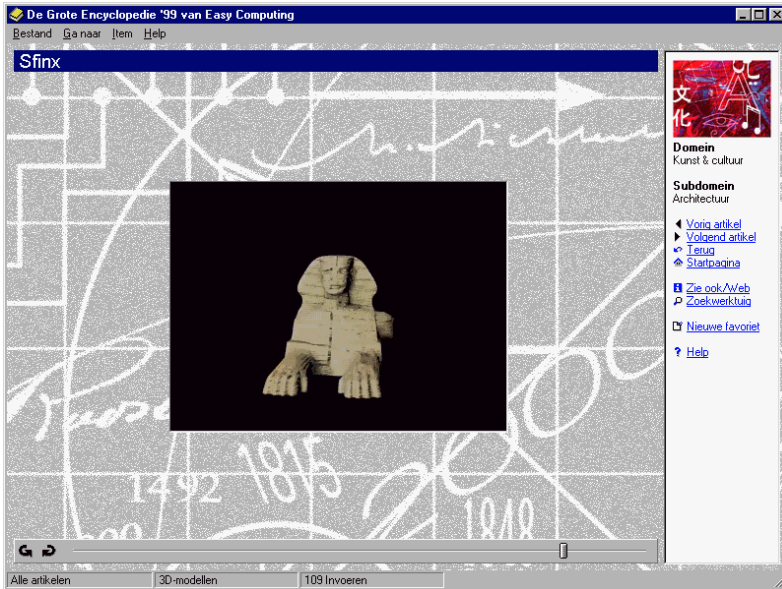 De Grote Encyclopedie '99 van Easy Computing
Bestand Ga naar Item Help
Sfinx
文化
A
Domein
Kunst & cultuur
Subdomein
Architectuur
Vorig artikel
Volgend artikel
Terug
Startpagina
Zie ook/Web
Zoekwerktuig
Nieuwe favoriet
? Help
1492
1815
1848
Alle artikelen 3D-modellen 109 Invoeren